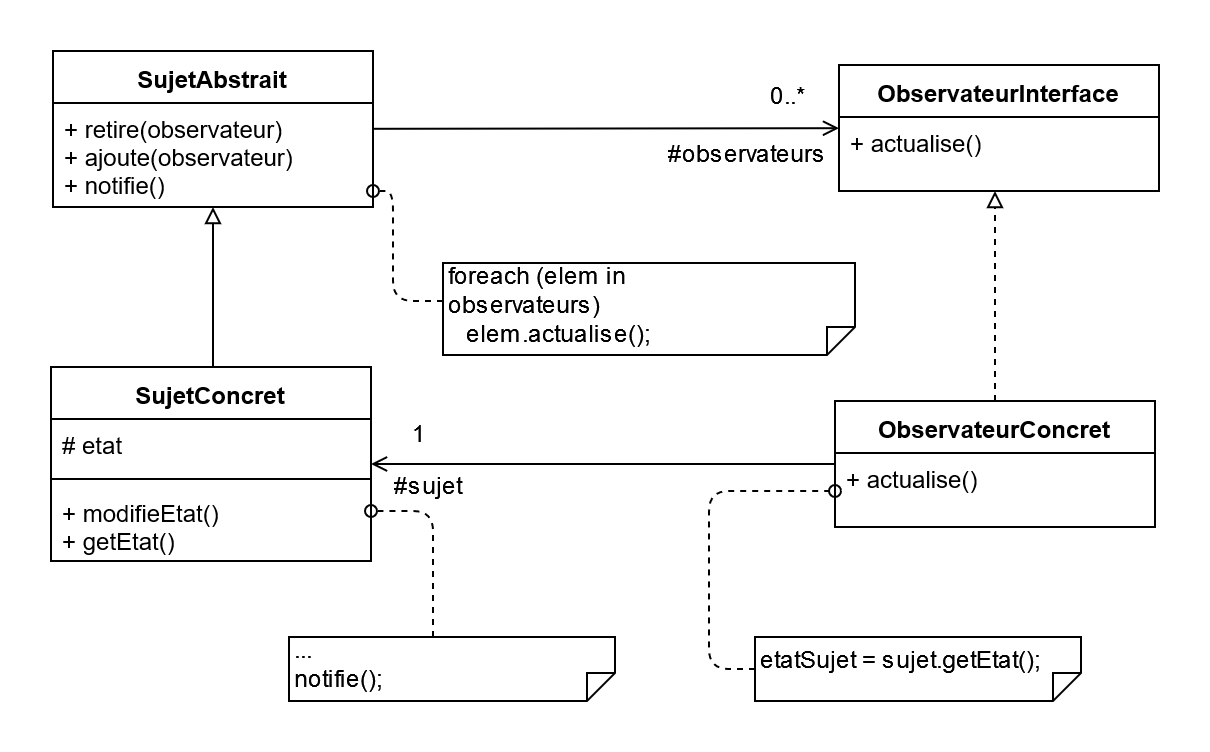 SujetAbstrait
+ retire(observateur)
+ ajoute(observateur)
+ notifie()
0..*
#observateurs
ObservateurInterface
+ actualise()
foreach (elem in
observateurs)
elem.actualise();
SujetConcret
# etat
+ modifieEtat()
+ getEtat()
1
#sujet
ObservateurConcret
+ actualise()
...
notifie();
etatSujet = sujet.getEtat();